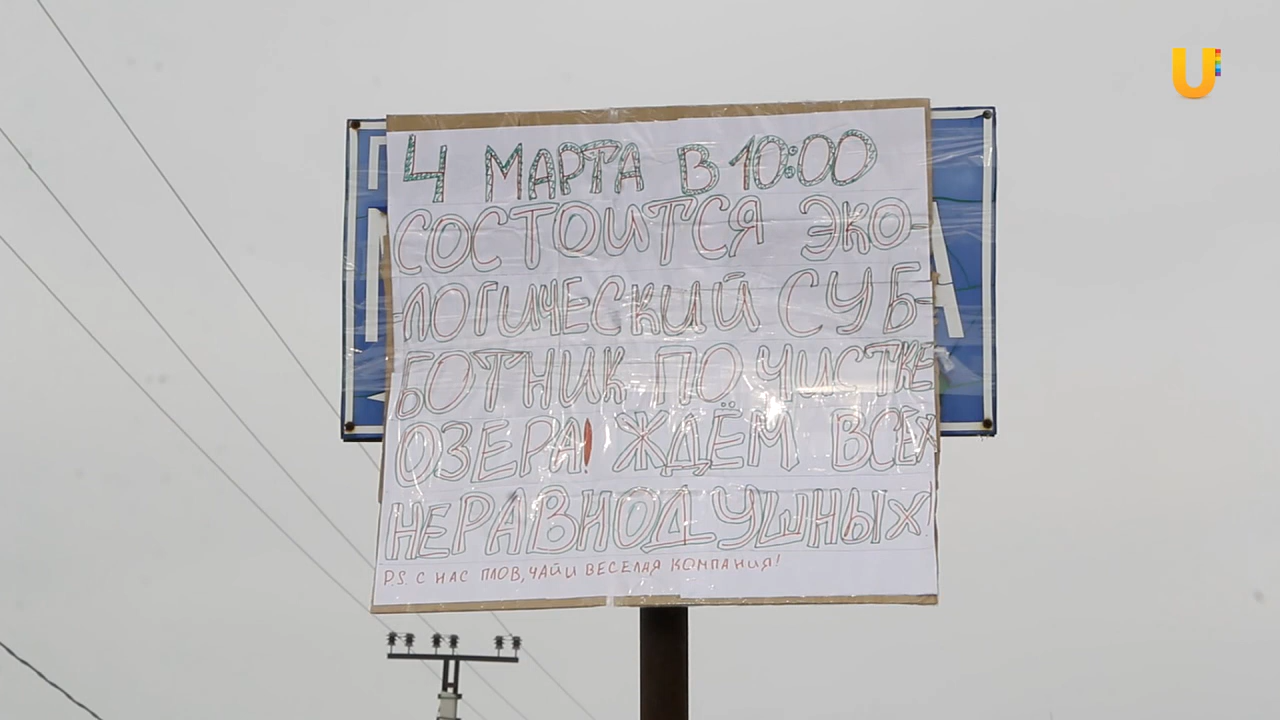 U
4 МАРТА В 10:00
СОСТОИТСЯ ЭКО-
ЛОГИЧЕСКИЙ СУБ-
БОТНИК ПО ЧИСТКЕ
ОЗЕРА! ЖДЁМ ВСЕХ
НЕРАВНОДУШНЫХ!
P.S. С НАС ПЛОВ, ЧАЙ И ВЕСЕЛАЯ КОМПАНИЯ!